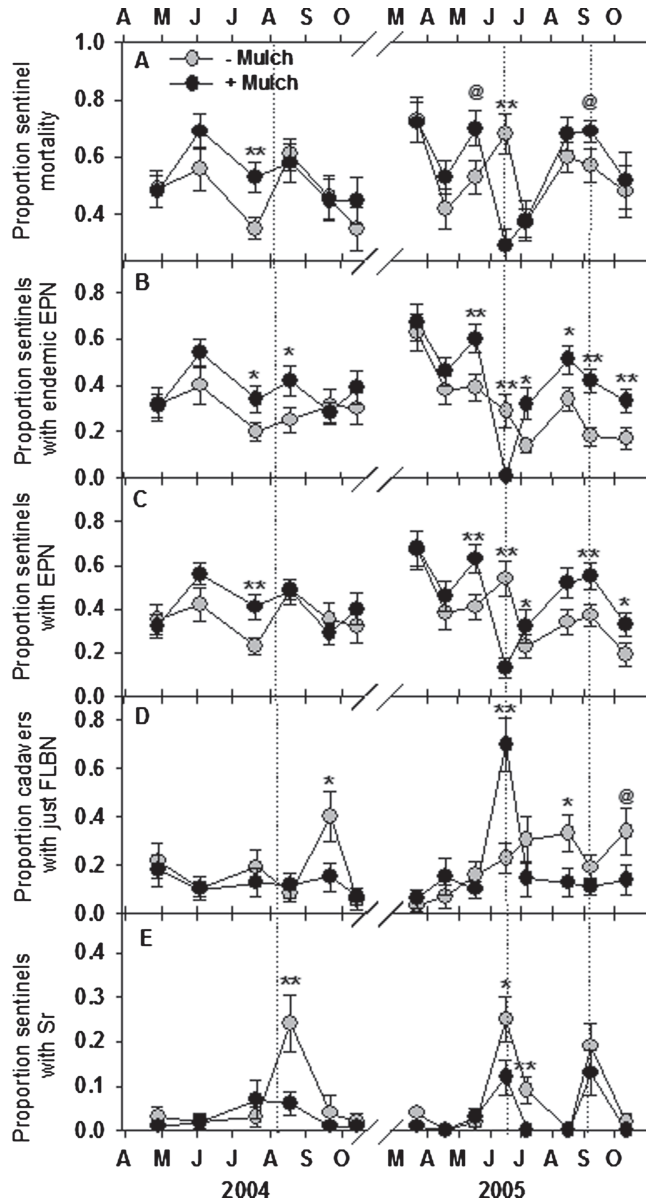 A M J J A S O M A M J J A S O
A
- Mulch
+ Mulch
Proportion sentinel mortality
1.0
0.8
0.6
0.4
** @ ** @
B
Proportion sentinels with endemic EPN
0.8
0.6
0.4
0.2
0.0
* * ** ** * * ** **
C
Proportion sentinels with EPN
0.8
0.6
0.4
0.2
0.0
** ** ** * ** *
D
Proportion cadavers with just FLBN
0.8
0.6
0.4
0.2
0.0
* ** * @
E
Proportion sentinels with Sr
0.4
0.3
0.2
0.1
0.0
** * **
A M J J A S O M A M J J A S O
2004 2005